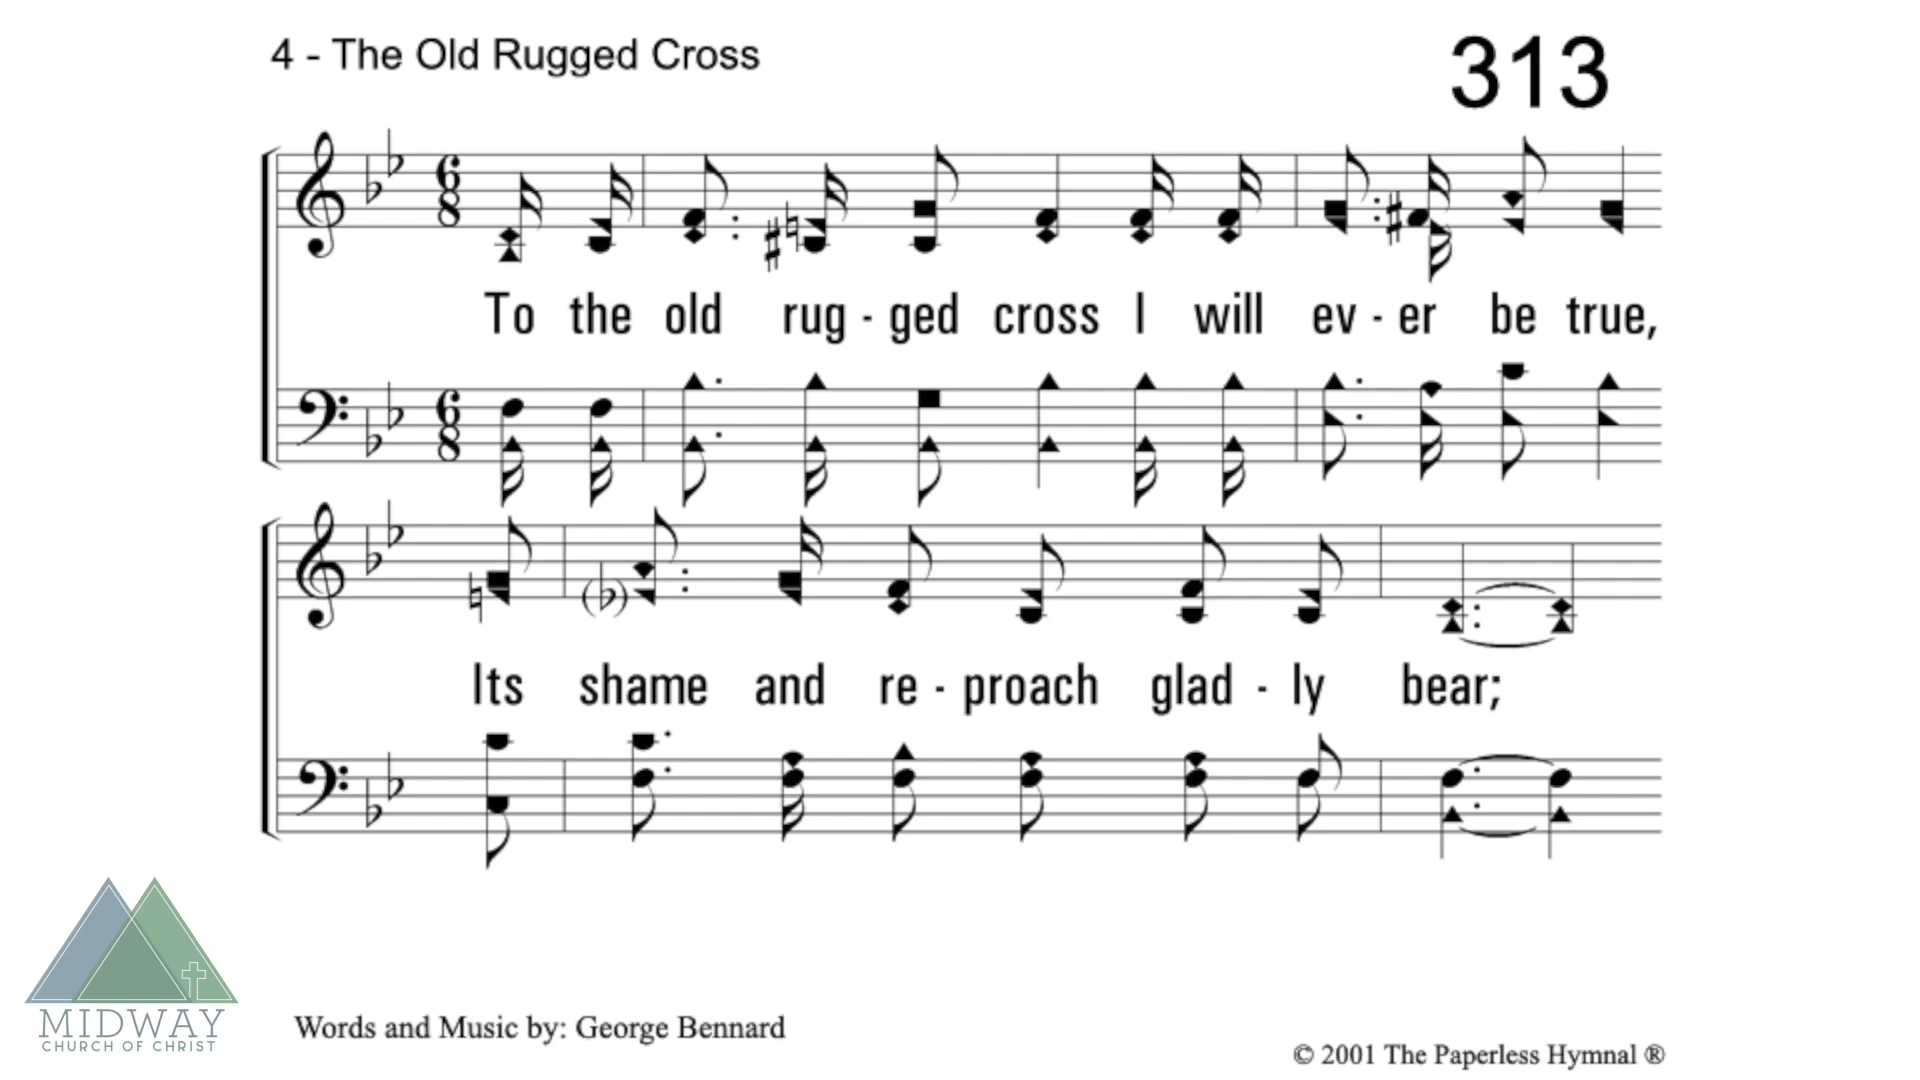 4 - The Old Rugged Cross
313
To the old rug - ged cross I will ev - er be true,
Its shame and re - proach glad - ly bear;
MIDWAY
CHURCH OF CHRIST
Words and Music by: George Bennard
© 2001 The Paperless Hymnal ®